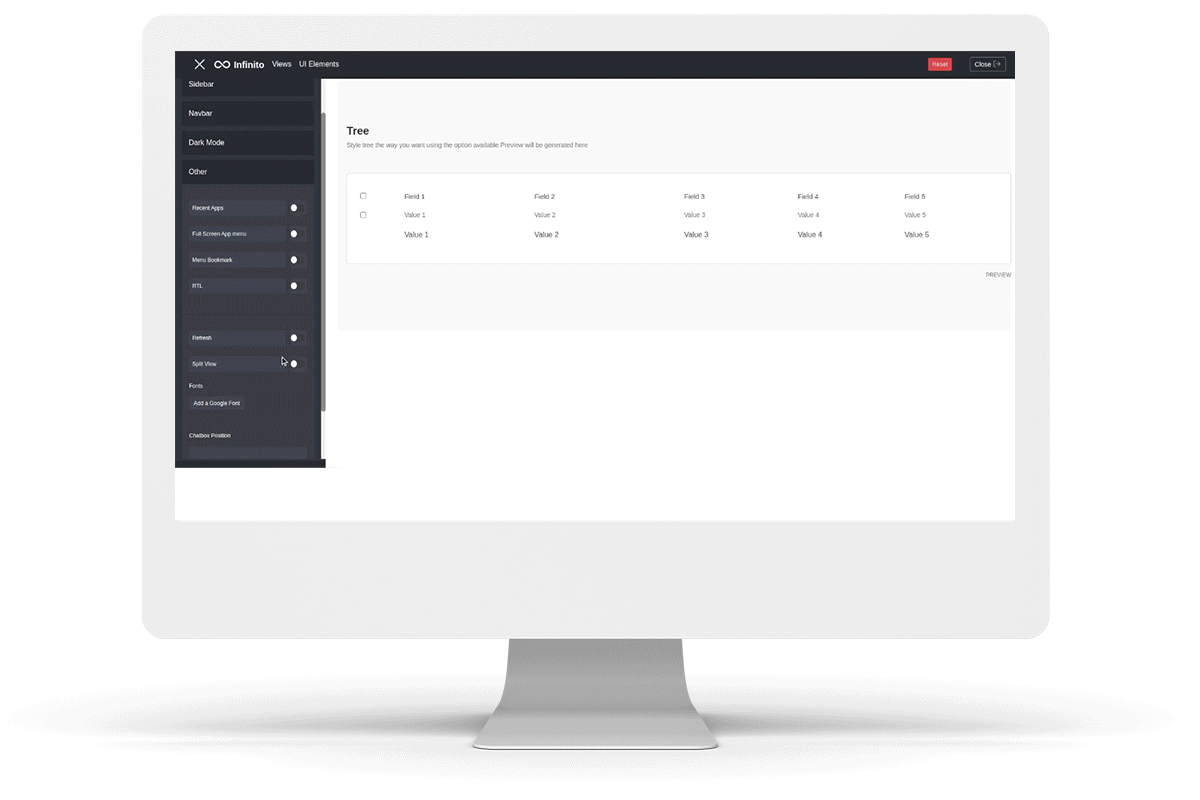 Infinito Views UI Elements Reset Close
Sidebar
Navbar
Dark Mode
Other
Recent Apps
Full Screen App menu
Menu Bookmark
RTL
Refresh
Split View
Fonts
Add a Google Font
Chatbox Position
Tree
Style tree the way you want using the option available.Preview will be generated here
Field 1 Field 2 Field 3 Field 4 Field 5
Value 1 Value 2 Value 3 Value 4 Value 5
Value 1 Value 2 Value 3 Value 4 Value 5
PREVIEW